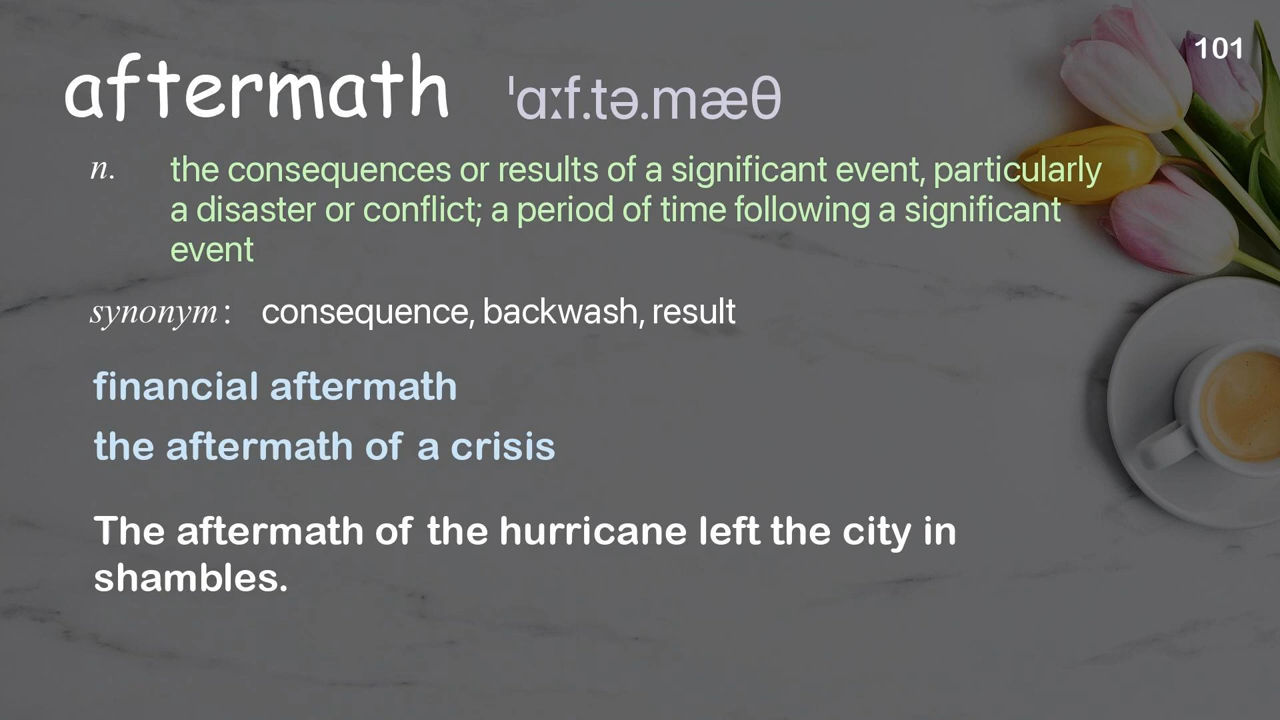 101
aftermath ˈɑːf.tə.mæθ
n. the consequences or results of a significant event, particularly
a disaster or conflict; a period of time following a significant
event
synonym: consequence, backwash, result
financial aftermath
the aftermath of a crisis
The aftermath of the hurricane left the city in
shambles.